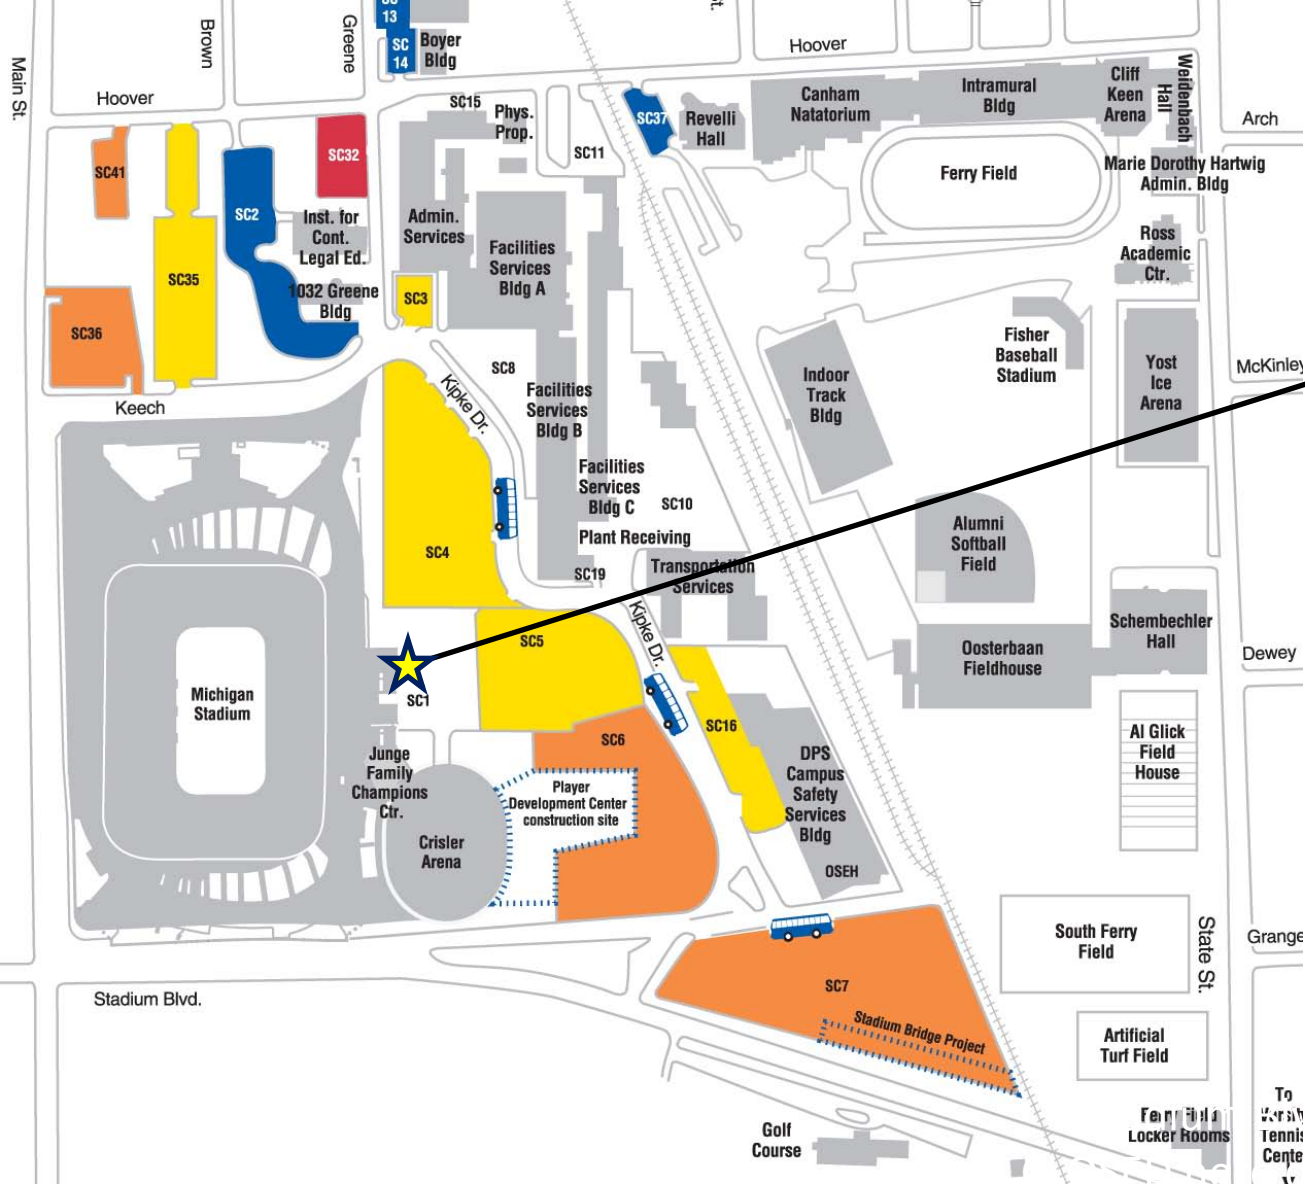 13
SC
14
Boyer
Bldg
Main St.
Brown
Greene
Hoover
Hoover
SC15
Phys.
Prop.
SC11
SC37
Revelli
Hall
Canham
Natatorium
Intramural
Bldg
Cliff
Keen
Arena
Weidenbach
Hall
Arch
Ferry Field
Marie Dorothy Hartwig
Admin. Bldg
Ross
Academic
Ctr.
SC41
SC35
SC2
SC32
Inst. for
Cont.
Legal Ed.
1032 Greene
Bldg
Admin.
Services
Facilities
Services
Bldg A
SC3
SC36
Keech
Kipke Dr.
SC8
Facilities
Services
Bldg B
Facilities
Services
Bldg C
SC10
Plant Receiving
SC19
Transportation
Services
Indoor
Track
Bldg
Fisher
Baseball
Stadium
Yost
Ice
Arena
McKinley
Alumni
Softball
Field
SC4
SC5
Kipke Dr.
Oosterbaan
Fieldhouse
Schembechler
Hall
Dewey
Michigan
Stadium
SC1
SC6
SC16
Junge
Family
Champions
Ctr.
Player
Development Center
construction site
Crisler
Arena
DPS
Campus
Safety
Services
Bldg
OSEH
Al Glick
Field
House
South Ferry
Field
State St.
Grange
Stadium Blvd.
SC7
Stadium Bridge Project
Artificial
Turf Field
Golf
Course
Ferry Field
Locker Rooms
To
Tennis
Cente